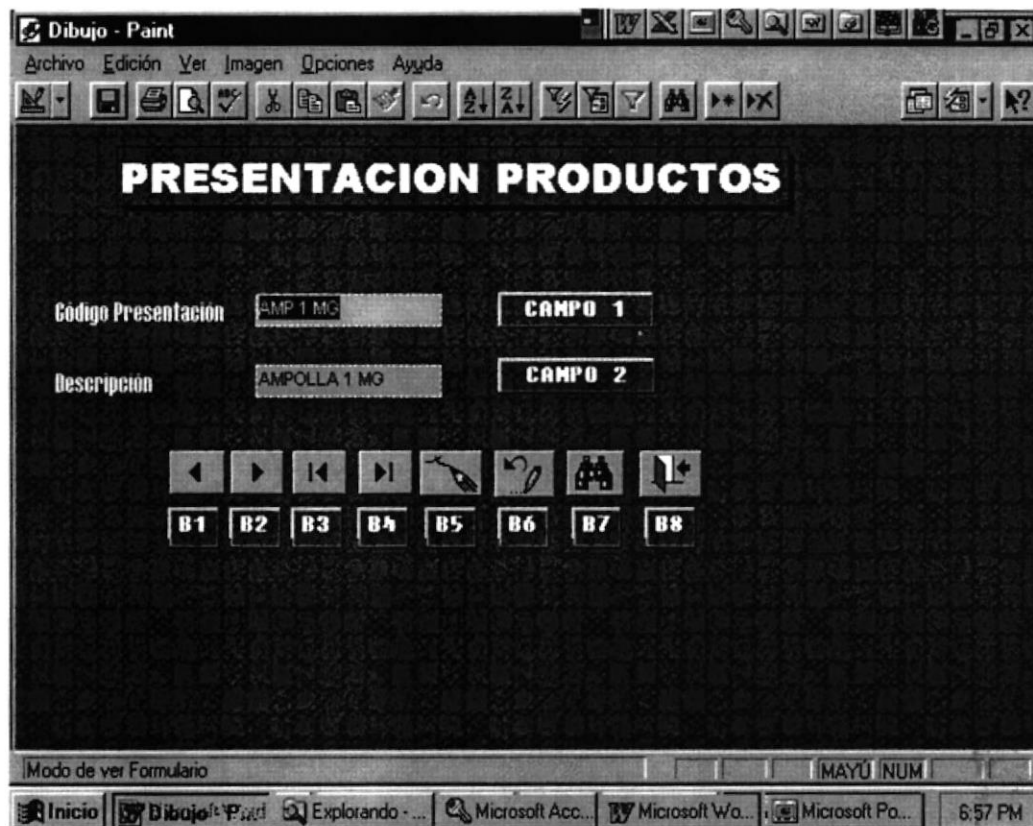 Dibujo - Paint
Archivo Edición Ver Imagen Opciones Ayuda
PRESENTACION PRODUCTOS
Código Presentación AMP 1 MG CAMPO 1
Descripción AMPOLLA 1 MG CAMPO 2
B1 B2 B3 B4 B5 B6 B7 B8
Modo de ver Formulario MAYÚ NUM
Inicio Dibujo Explorando - ... Microsoft Acc... Microsoft Wo... Microsoft Po... 6:57 PM